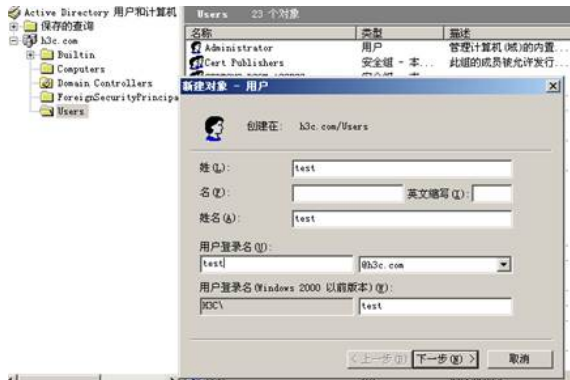 Active Directory 用户和计算机
保存的查询
h3c.com
Builtin
Computers
Domain Controllers
ForeignSecurityPrincipa
Users
Users 23 个对象
名称 类型 描述
Administrator 用户 管理计算机(域)的内置...
Cert Publishers 安全组 - 本... 此组的成员被允许发行...
新建对象 - 用户
创建在: h3c.com/Users
姓(L): test
名(F): 英文缩写(I):
姓名(A): test
用户登录名(U):
test @h3c.com
用户登录名(Windows 2000 以前版本)(W):
H3C\ test
<上一步(B) 下一步(N) > 取消